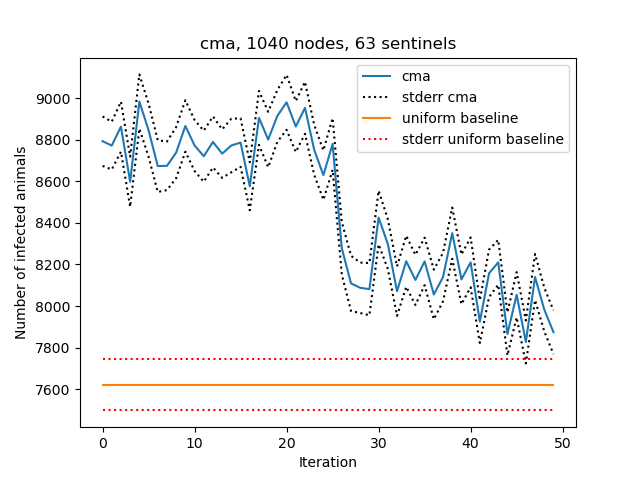 cma, 1040 nodes, 63 sentinels
cma
stderr cma
uniform baseline
stderr uniform baseline
Number of infected animals
9000
8800
8600
8400
8200
8000
7800
7600
0 10 20 30 40 50
Iteration